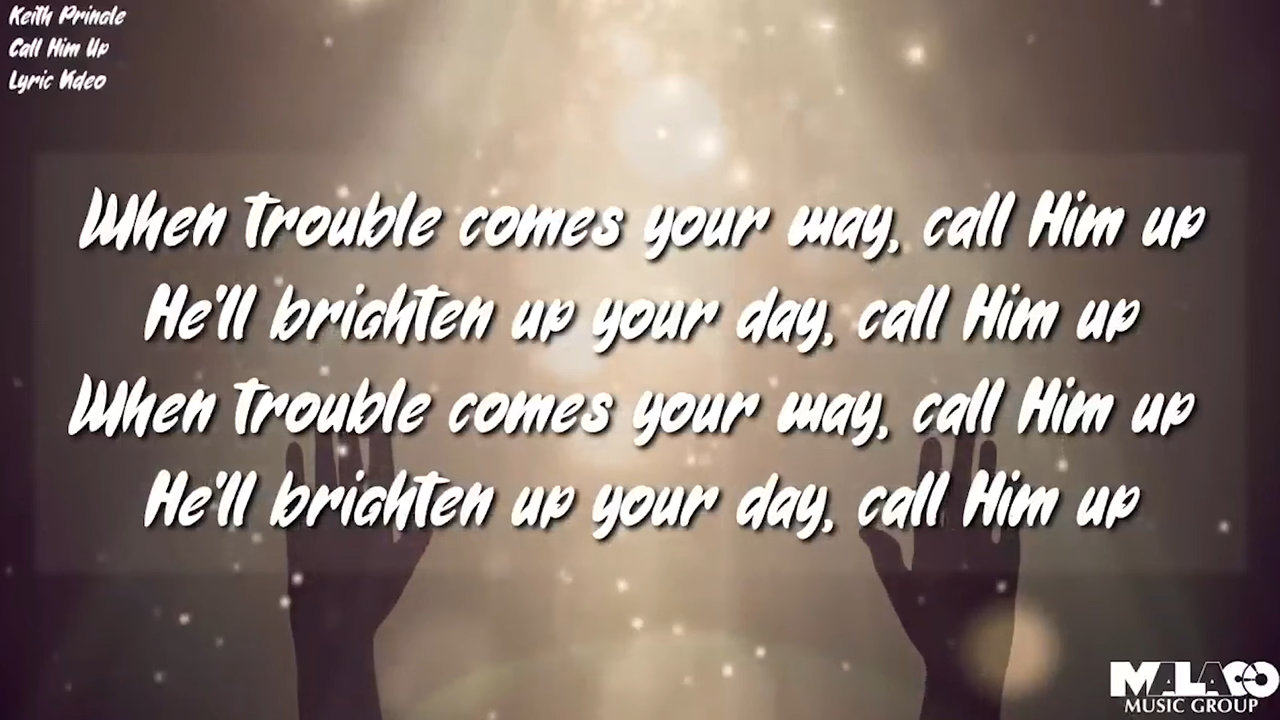 Keith Pringle
Call Him Up
Lyric Video
When trouble comes your way, call Him up
He'll brighten up your day, call Him up
When trouble comes your way, call Him up
He'll brighten up your day, call Him up
MALACO
MUSIC GROUP